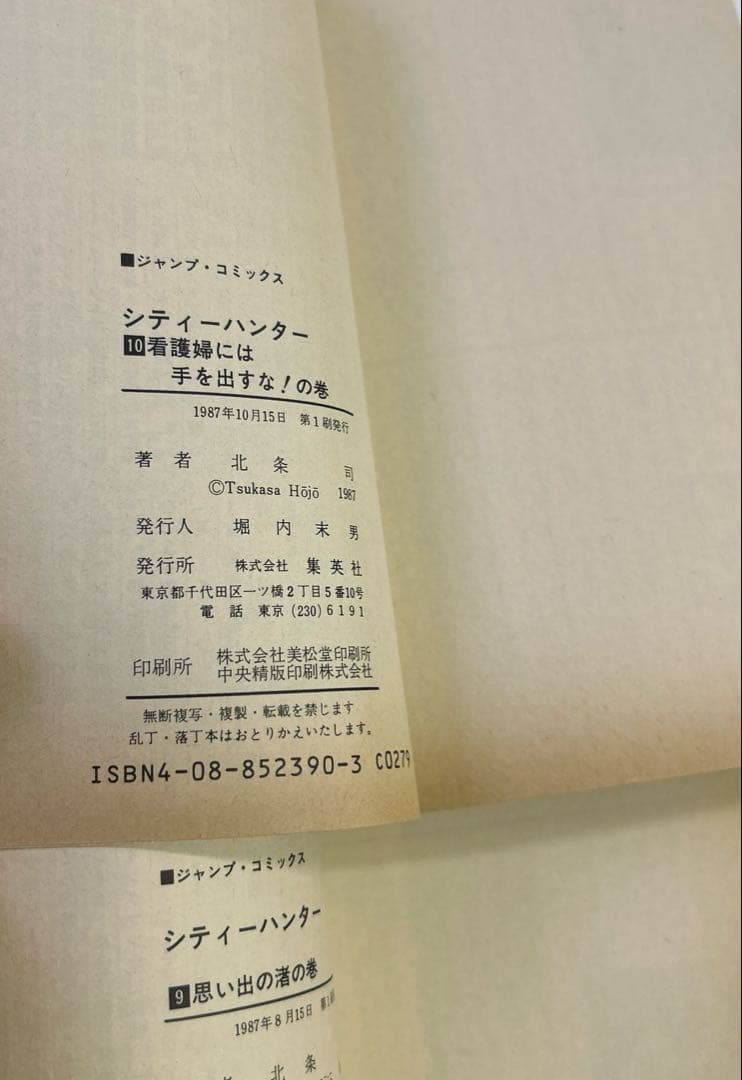 ■ジャンプ・コミックス
シティーハンター
10看護婦には
手を出すな!の巻
1987年10月15日 第1刷発行
著者 北条 司
©Tsukasa Hōjō 1987
発行人 堀内末男
発行所 株式会社 集英社
東京都千代田区一ツ橋2丁目5番10号
電話 東京(230)6191
印刷所 株式会社美松堂印刷所
中央精版印刷株式会社
無断複写・複製・転載を禁じます
乱丁・落丁本はおとりかえいたします。
ISBN4-08-852390-3 C0279
■ジャンプ・コミックス
シティーハンター
9思い出の渚の巻
1987年8月15日 第1
北条